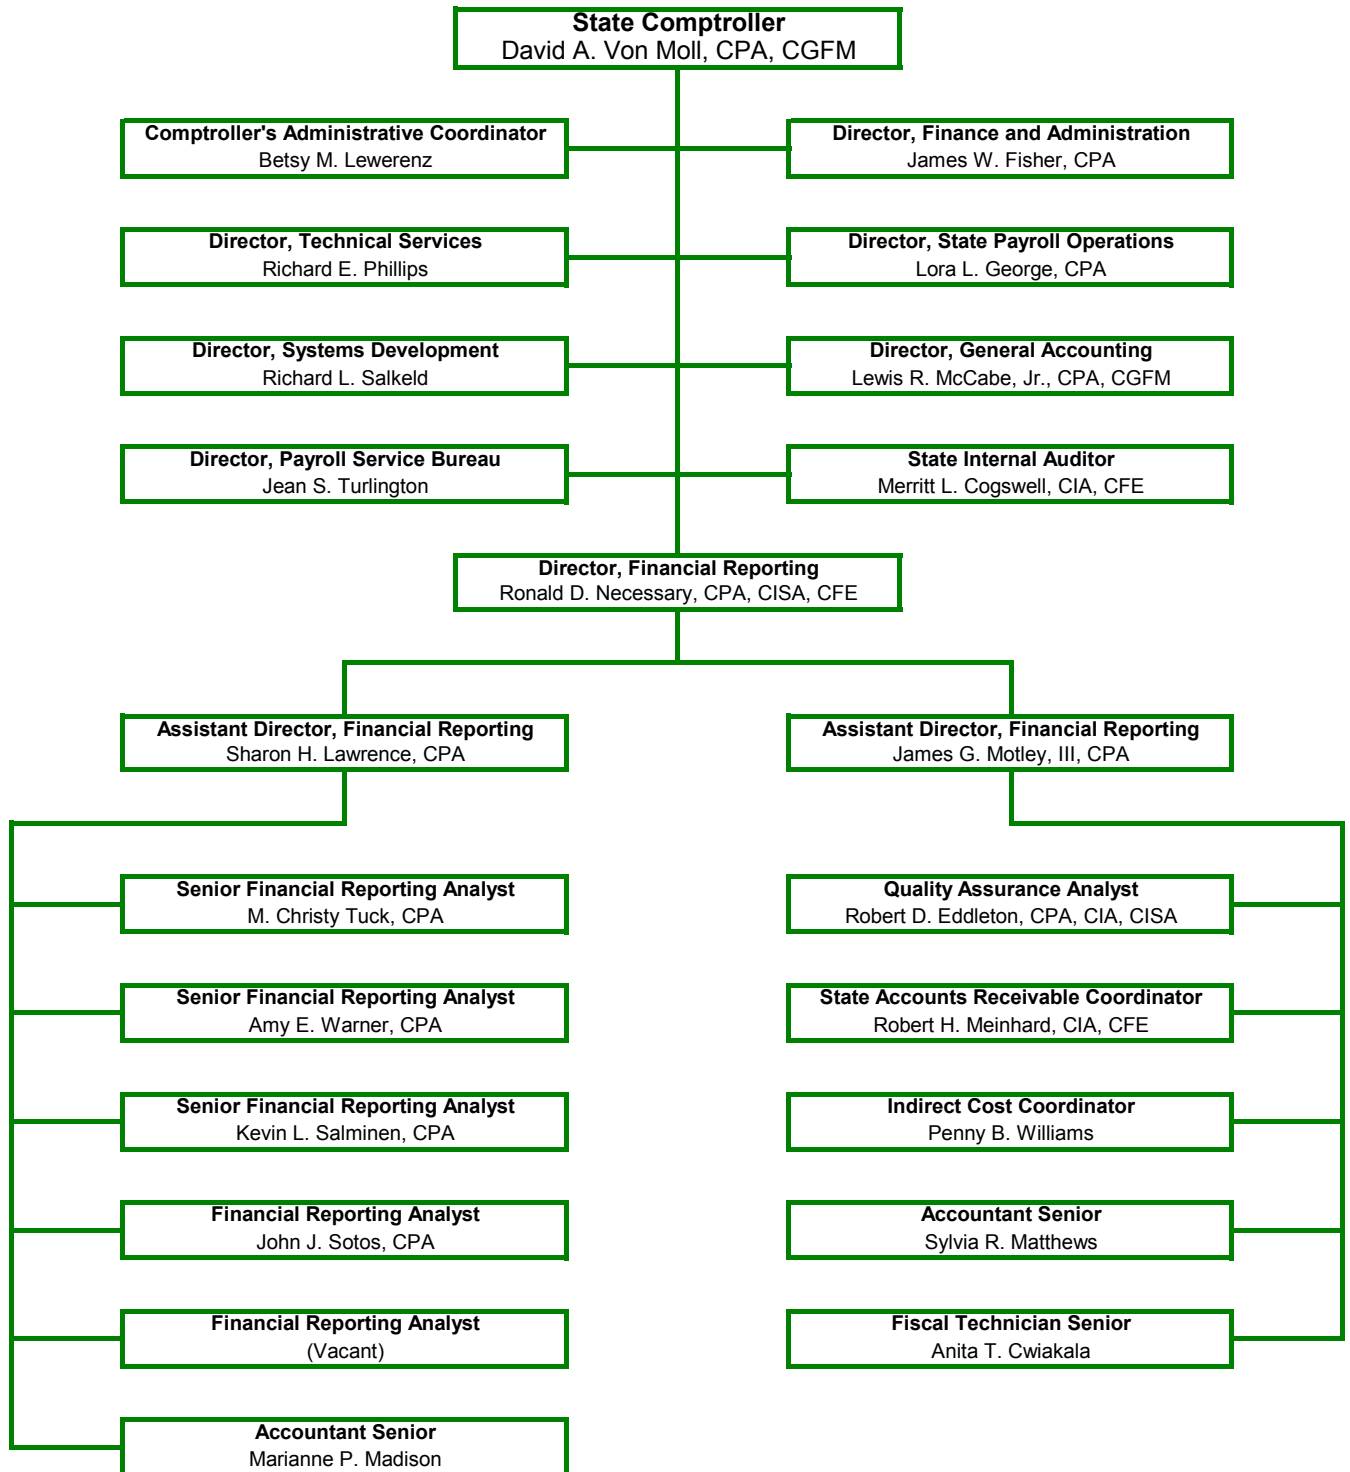 State Comptroller
David A. Von Moll, CPA, CGFM
Comptroller's Administrative Coordinator
Betsy M. Lewerenz
Director, Finance and Administration
James W. Fisher, CPA
Director, Technical Services
Richard E. Phillips
Director, State Payroll Operations
Lora L. George, CPA
Director, Systems Development
Richard L. Salkeld
Director, General Accounting
Lewis R. McCabe, Jr., CPA, CGFM
Director, Payroll Service Bureau
Jean S. Turlington
State Internal Auditor
Merritt L. Cogswell, CIA, CFE
Director, Financial Reporting
Ronald D. Necessary, CPA, CISA, CFE
Assistant Director, Financial Reporting
Sharon H. Lawrence, CPA
Assistant Director, Financial Reporting
James G. Motley, III, CPA
Senior Financial Reporting Analyst
M. Christy Tuck, CPA
Quality Assurance Analyst
Robert D. Eddleton, CPA, CIA, CISA
Senior Financial Reporting Analyst
Amy E. Warner, CPA
State Accounts Receivable Coordinator
Robert H. Meinhard, CIA, CFE
Senior Financial Reporting Analyst
Kevin L. Salminen, CPA
Indirect Cost Coordinator
Penny B. Williams
Financial Reporting Analyst
John J. Sotos, CPA
Accountant Senior
Sylvia R. Matthews
Financial Reporting Analyst
(Vacant)
Fiscal Technician Senior
Anita T. Cwiakala
Accountant Senior
Marianne P. Madison